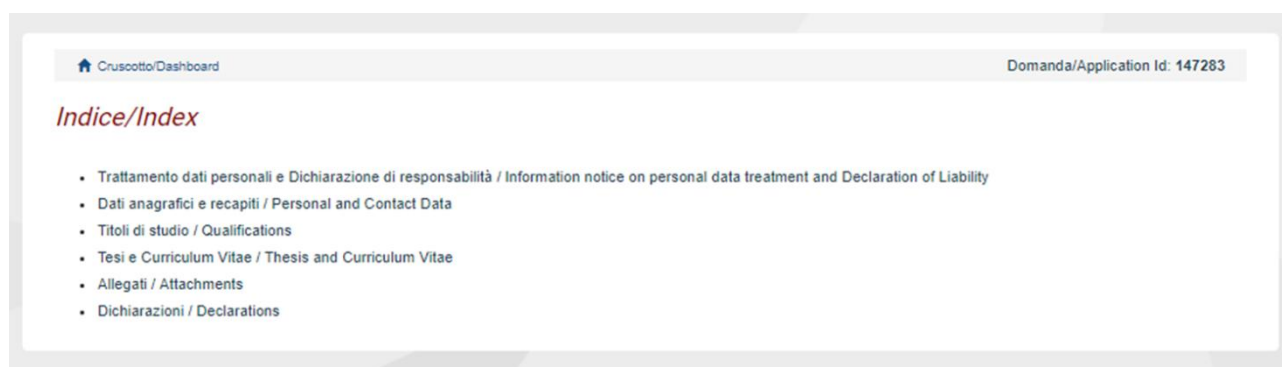 Cruscotto/Dashboard Domanda/Application Id: 147283
Indice/Index
• Trattamento dati personali e Dichiarazione di responsabilità / Information notice on personal data treatment and Declaration of Liability
• Dati anagrafici e recapiti / Personal and Contact Data
• Titoli di studio / Qualifications
• Tesi e Curriculum Vitae / Thesis and Curriculum Vitae
• Allegati / Attachments
• Dichiarazioni / Declarations